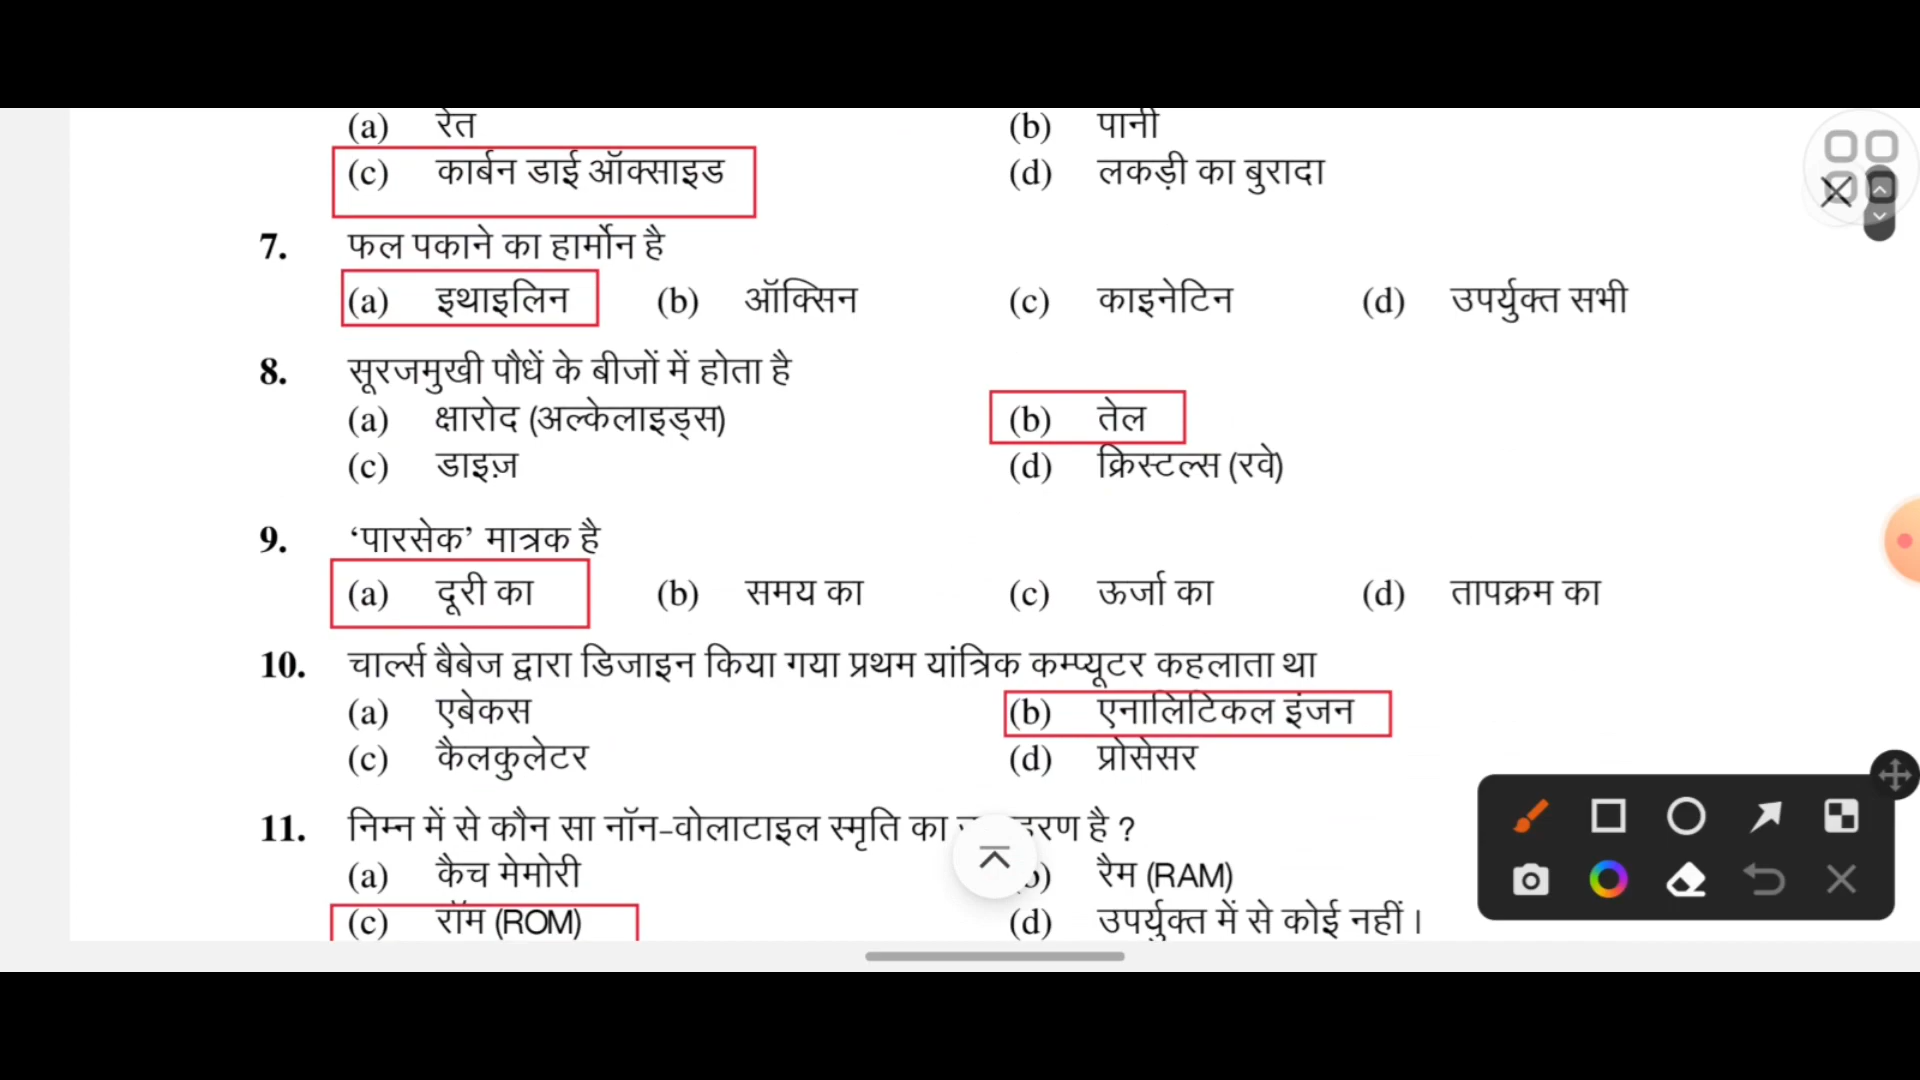 (a) रेत (b) पानी
(c) कार्बन डाई ऑक्साइड (d) लकड़ी का बुरादा
7. फल पकाने का हार्मोन है
(a) इथाइलिन (b) ऑक्सिन (c) काइनेटिन (d) उपर्युक्त सभी
8. सूरजमुखी पौधें के बीजों में होता है
(a) क्षारोद (अल्केलाइड्स) (b) तेल
(c) डाइज़ (d) क्रिस्टल्स (रवे)
9. ‘पारसेक’ मात्रक है
(a) दूरी का (b) समय का (c) ऊर्जा का (d) तापक्रम का
10. चार्ल्स बैबेज द्वारा डिजाइन किया गया प्रथम यांत्रिक कम्प्यूटर कहलाता था
(a) एबेकस (b) एनालिटिकल इंजन
(c) कैलकुलेटर (d) प्रोसेसर
11. निम्न में से कौन सा नॉन-वोलाटाइल स्मृति का है ?
(a) कैच मेमोरी रैम (RAM)
(c) रॉम (ROM) (d) उपर्युक्त में से कोई नहीं।